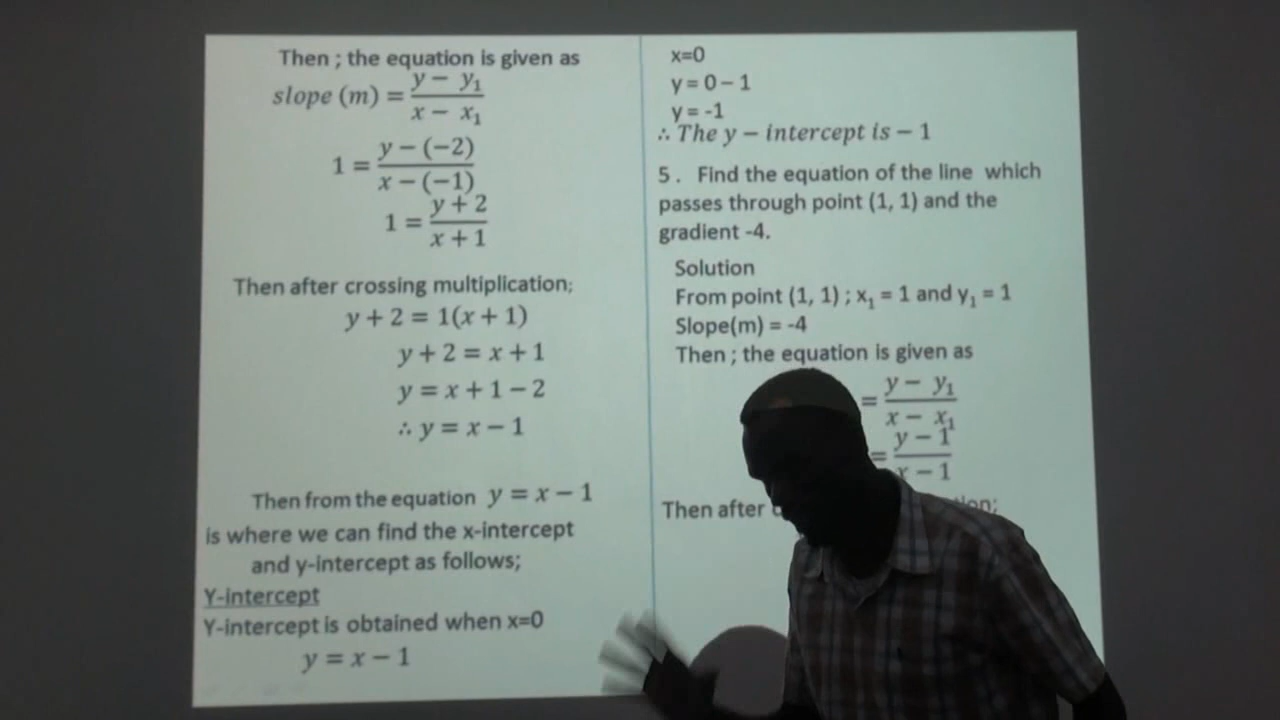 Then ; the equation is given as
slope (m) = y − y₁ / x − x₁
1 = y − (−2) / x − (−1)
1 = y + 2 / x + 1
Then after crossing multiplication;
y + 2 = 1(x + 1)
y + 2 = x + 1
y = x + 1 − 2
∴ y = x − 1
Then from the equation y = x − 1
is where we can find the x-intercept
and y-intercept as follows;
Y-intercept
Y-intercept is obtained when x=0
y = x − 1
x=0
y = 0 – 1
y = -1
∴ The y − intercept is − 1
5 . Find the equation of the line which
passes through point (1, 1) and the
gradient -4.
Solution
From point (1, 1) ; x₁ = 1 and y₁ = 1
Slope(m) = -4
Then ; the equation is given as
= y − y₁ / x − x₁
= y − 1 / x − 1
Then after